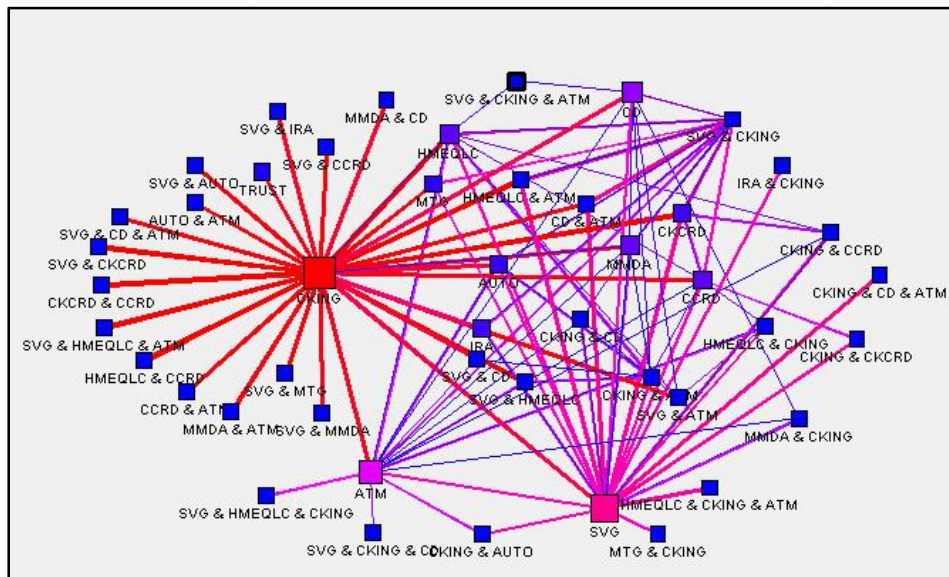 SVG & CKING & ATM
CD
MMDA & CD
SVG & IRA
SVG & CKING
HMEQLC
SVG & CCRD
IRA & CKING
SVG & AUTO
TRUST
MTG
HMEQLC & ATM
AUTO & ATM
CD & ATM
CKCRD
SVG & CD & ATM
CKING & CCRD
SVG & CKCRD
MMDA
CKING
AUTO
CKING & CD & ATM
CKCRD & CCRD
CCRD
CKING & CD
SVG & HMEQLC & ATM
IRA
HMEQLC & CKING
CKING & CKCRD
HMEQLC & CCRD
SVG & CD
SVG & MTG
SVG & HMEQLC
CKING & ATM
CCRD & ATM
SVG & ATM
MMDA & ATM
SVG & MMDA
MMDA & CKING
ATM
SVG & HMEQLC & CKING
HMEQLC & CKING & ATM
SVG
SVG & CKING & CD
CKING & AUTO
MTG & CKING